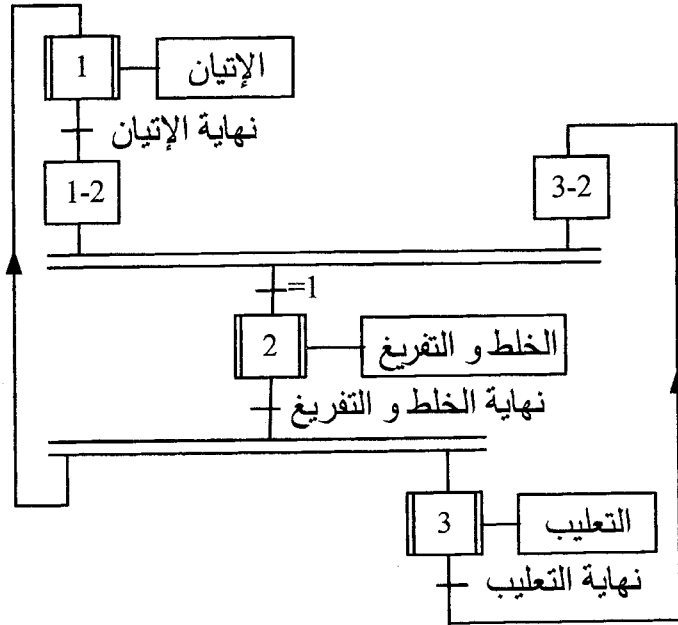 1 الإتيان
نهاية الإتيان
1-2
3-2
=1
2 الخلط و التفريغ
نهاية الخلط و التفريغ
3 التعليب
نهاية التعليب